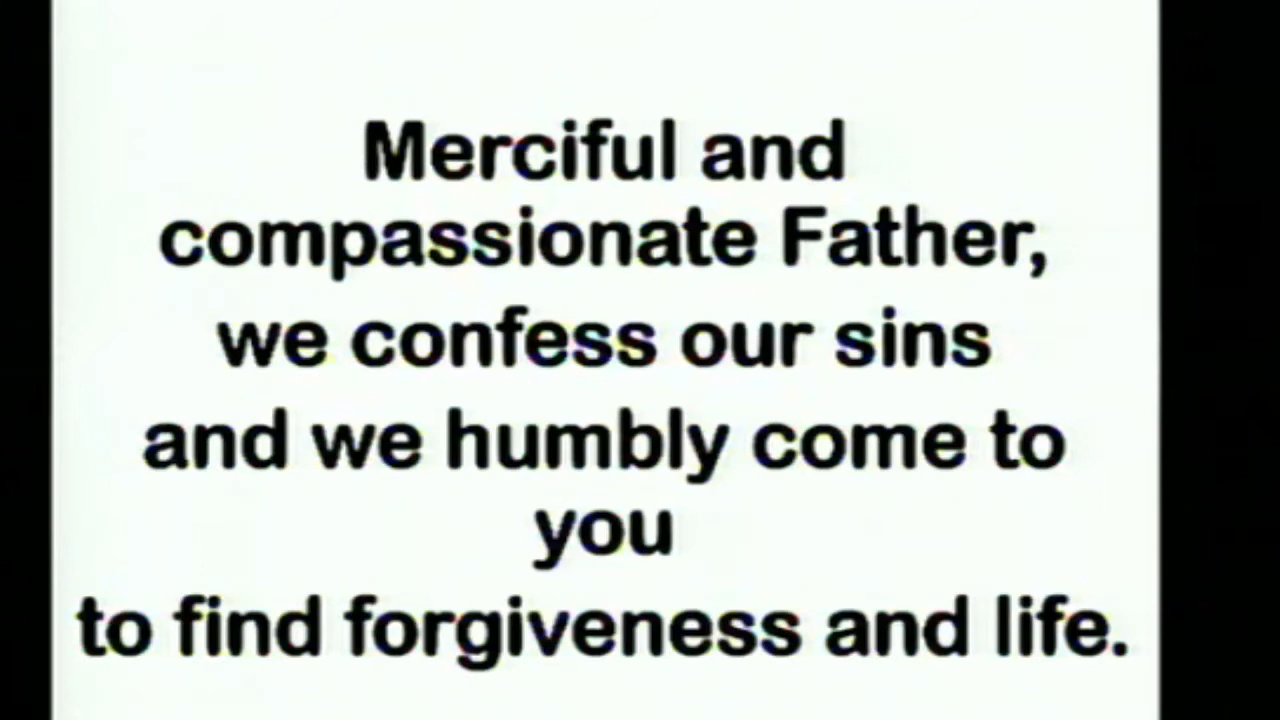 Merciful and
compassionate Father,
we confess our sins
and we humbly come to
you
to find forgiveness and life.